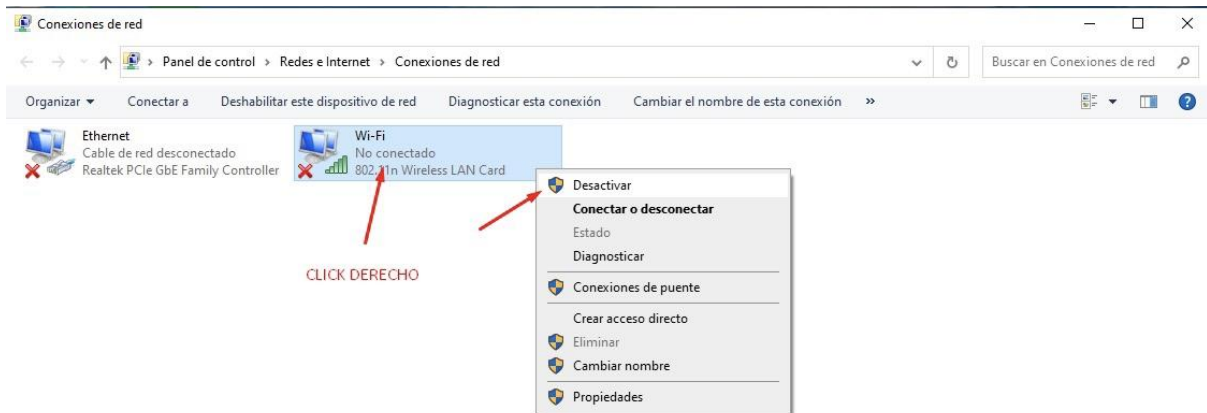 Conexiones de red
Panel de control > Redes e Internet > Conexiones de red
Buscar en Conexiones de red
Organizar Conectar a Deshabilitar este dispositivo de red Diagnosticar esta conexión Cambiar el nombre de esta conexión »
Ethernet
Cable de red desconectado
Realtek PCIe GbE Family Controller
Wi-Fi
No conectado
802.11n Wireless LAN Card
CLICK DERECHO
Desactivar
Conectar o desconectar
Estado
Diagnosticar
Conexiones de puente
Crear acceso directo
Eliminar
Cambiar nombre
Propiedades